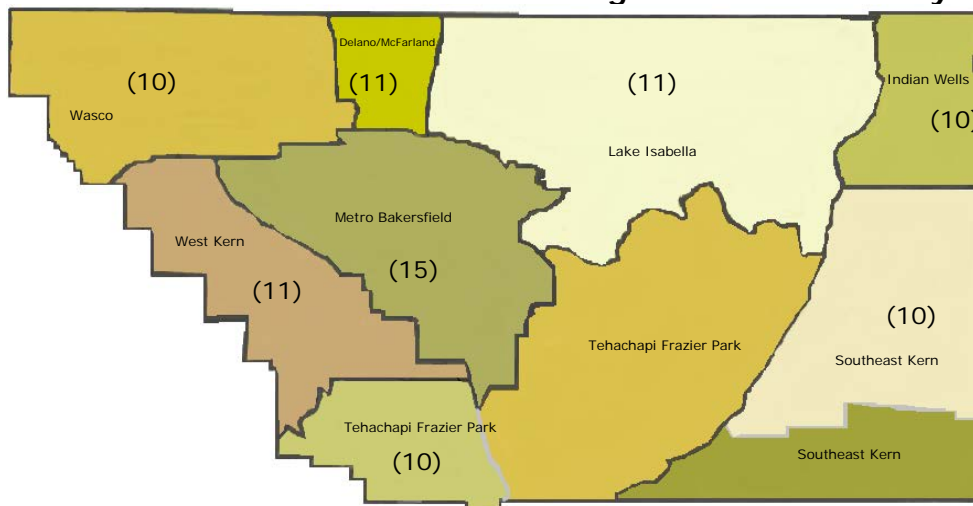 Delano/McFarland
(10)
(11)
(11)
Indian Wells
Wasco
(10)
Lake Isabella
Metro Bakersfield
West Kern
(15)
(11)
(10)
Tehachapi Frazier Park
Southeast Kern
Tehachapi Frazier Park
(10)
Southeast Kern